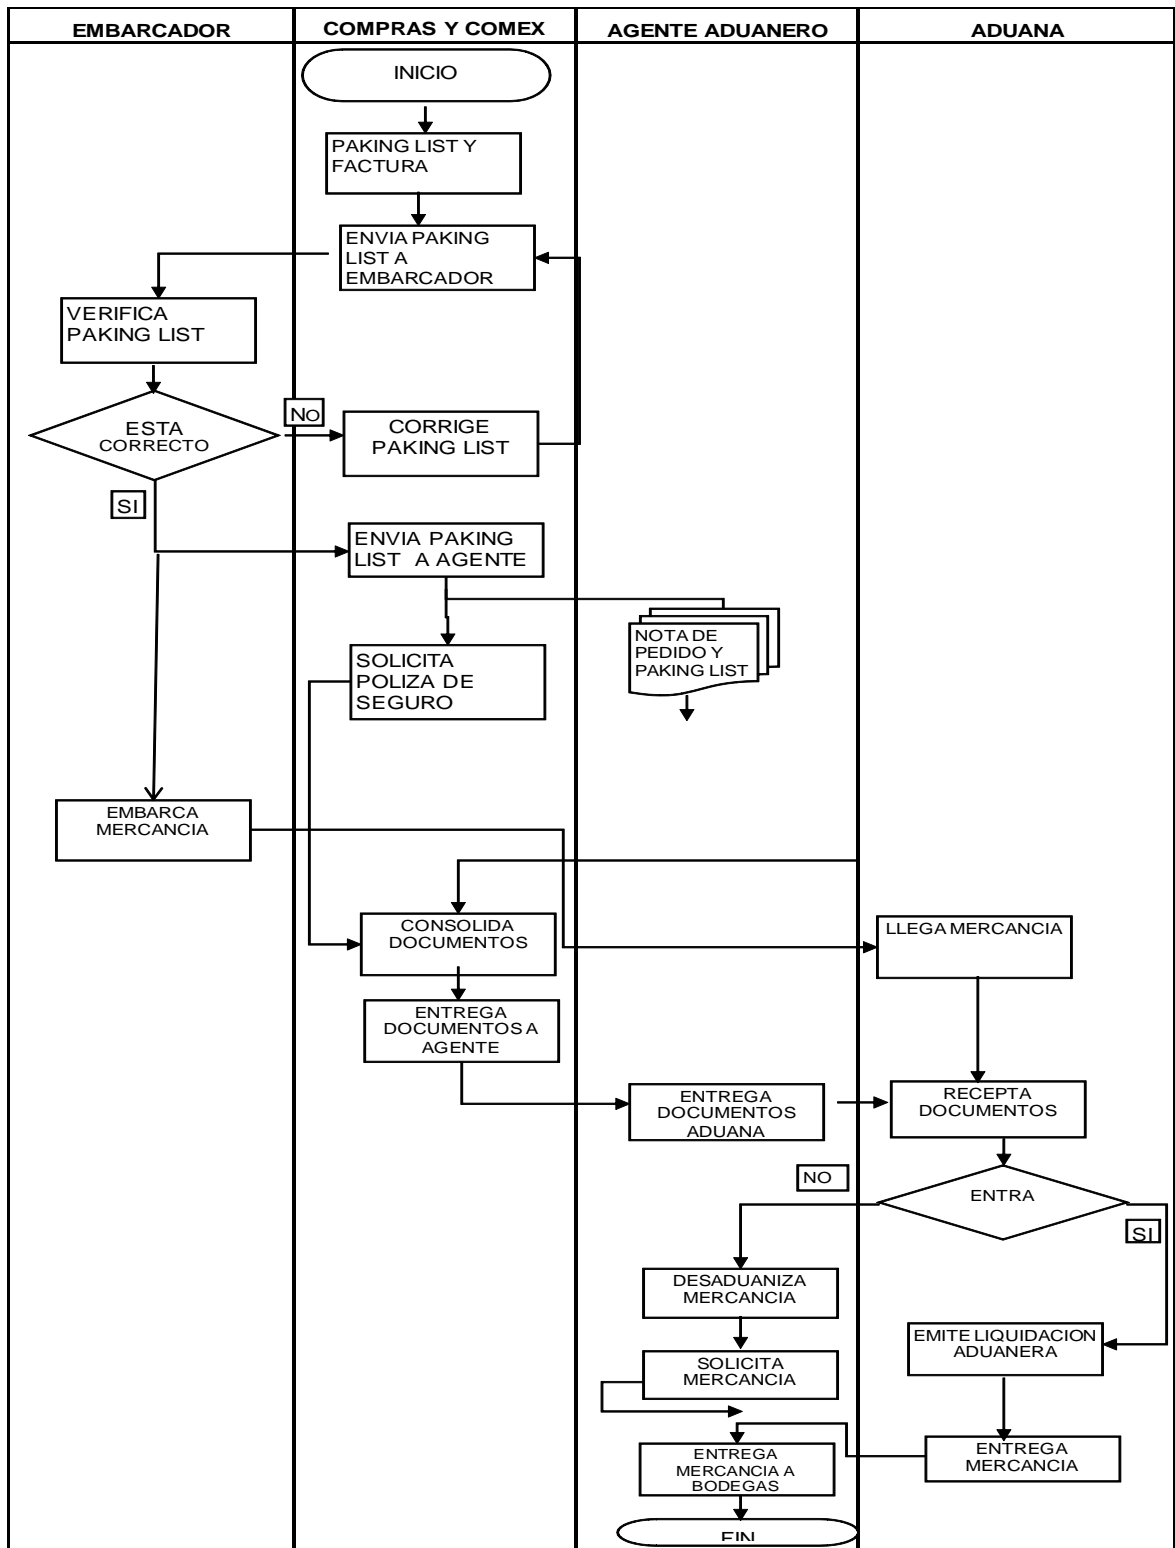 EMBARCADOR
COMPRAS Y COMEX
AGENTE ADUANERO
ADUANA
INICIO
PAKING LIST Y
FACTURA
ENVIA PAKING
LIST A
EMBARCADOR
VERIFICA
PAKING LIST
ESTA
CORRECTO
NO
CORRIGE
PAKING LIST
SI
ENVIA PAKING
LIST A AGENTE
NOTA DE
PEDIDO Y
PAKING LIST
SOLICITA
POLIZA DE
SEGURO
EMBARCA
MERCANCIA
CONSOLIDA
DOCUMENTOS
LLEGA MERCANCIA
ENTREGA
DOCUMENTOS A
AGENTE
ENTREGA
DOCUMENTOS
ADUANA
RECEPTA
DOCUMENTOS
NO
ENTRA
SI
DESADUANIZA
MERCANCIA
EMITE LIQUIDACION
ADUANERA
SOLICITA
MERCANCIA
ENTREGA
MERCANCIA A
BODEGAS
ENTREGA
MERCANCIA
FIN